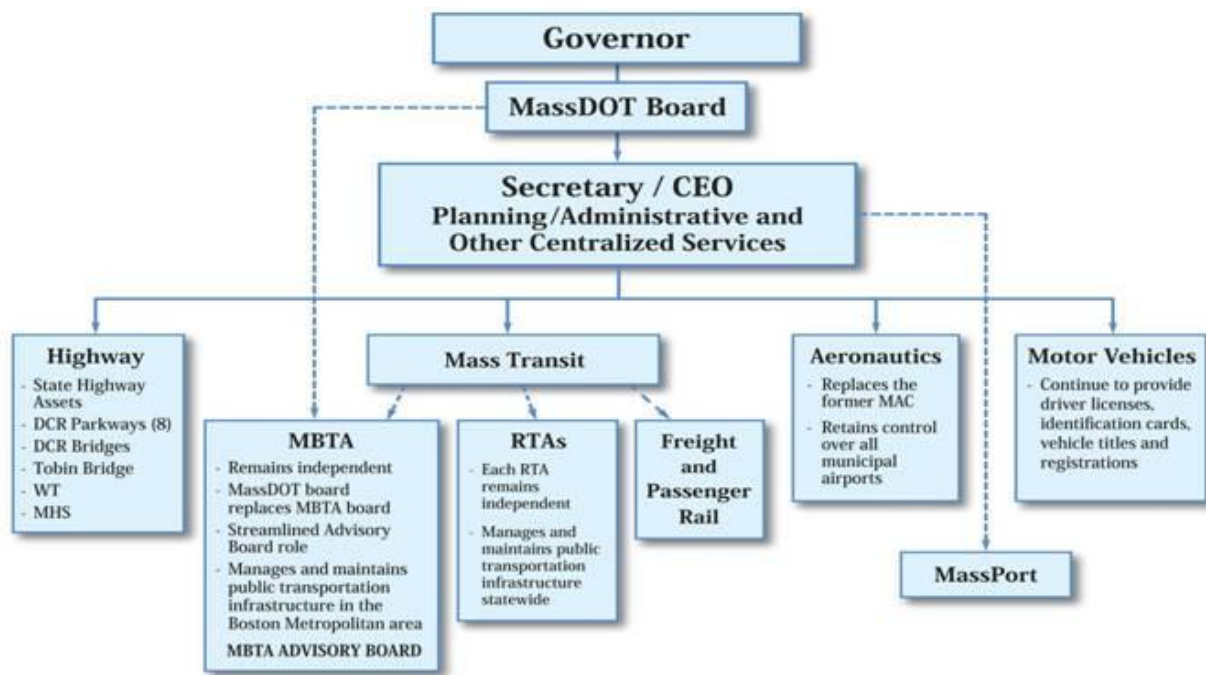 Governor
MassDOT Board
Secretary / CEO
Planning/Administrative and
Other Centralized Services
Highway
- State Highway
Assets
- DCR Parkways (8)
- DCR Bridges
- Tobin Bridge
- WT
- MHS
Mass Transit
MBTA
- Remains independent
- MassDOT board
replaces MBTA board
- Streamlined Advisory
Board role
- Manages and maintains
public transportation
infrastructure in the
Boston Metropolitan area
MBTA ADVISORY BOARD
RTAs
- Each RTA
remains
independent
- Manages and
maintains public
transportation
infrastructure
statewide
Freight
and
Passenger
Rail
Aeronautics
- Replaces the
former MAC
- Retains control
over all
municipal
airports
Motor Vehicles
- Continue to provide
driver licenses,
identification cards,
vehicle titles and
registrations
MassPort